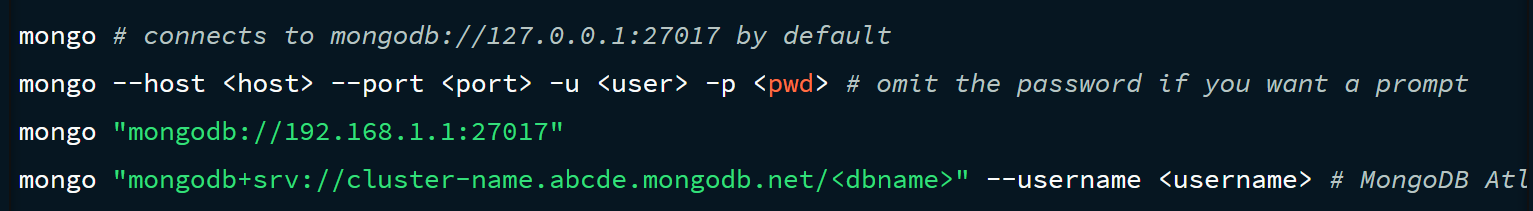 mongo # connects to mongodb://127.0.0.1:27017 by default
mongo --host <host> --port <port> -u <user> -p <pwd> # omit the password if you want a prompt
mongo "mongodb://192.168.1.1:27017"
mongo "mongodb+srv://cluster-name.abcde.mongodb.net/<dbname>" --username <username> # MongoDB Atl